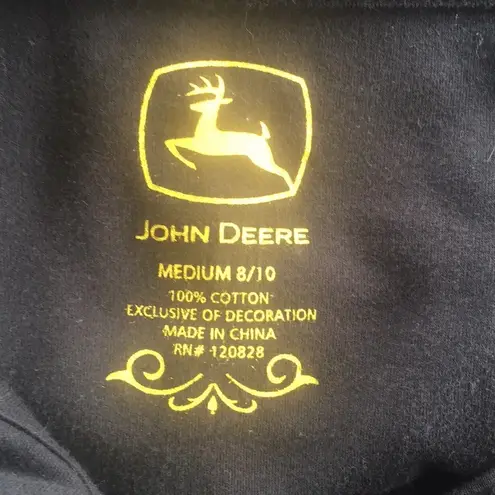 JOHN DEERE
MEDIUM 8/10
100% COTTON
EXCLUSIVE OF DECORATION
MADE IN CHINA
RN# 120828